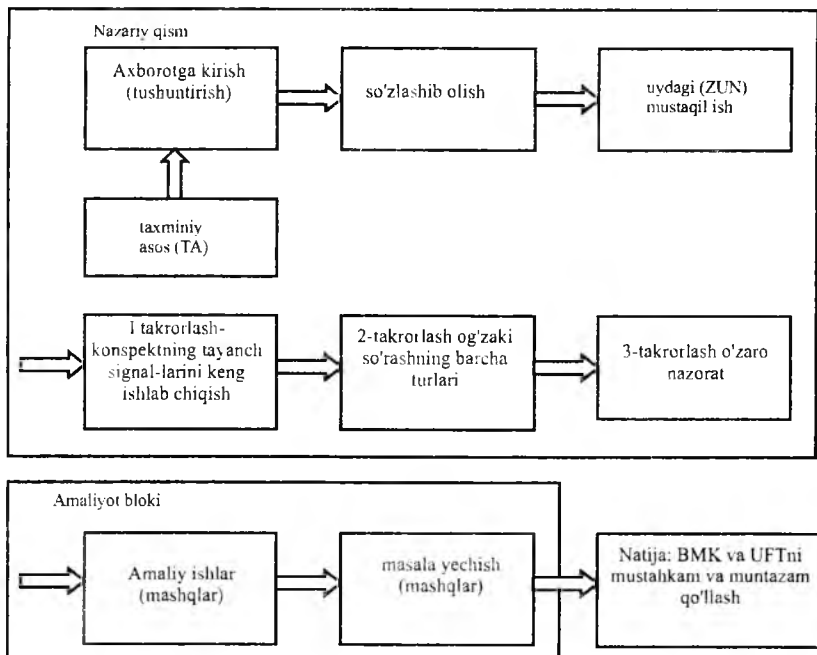 Nazariy qism
Axborotga kirish
(tushuntirish)
so'zlashib olish
uydagi (ZUN)
mustaqil ish
taxminiy
asos (TA)
I takrorlash-
konspektning tayanch
signal-larini keng
ishlab chiqish
2-takrorlash og'zaki
so'rashning barcha
turlari
3-takrorlash o'zaro
nazorat
Amaliyot bloki
Amaliy ishlar
(mashqlar)
masala yechish
(mashqlar)
Natija: BMK va UFTni
mustahkam va muntazam
qo'llash